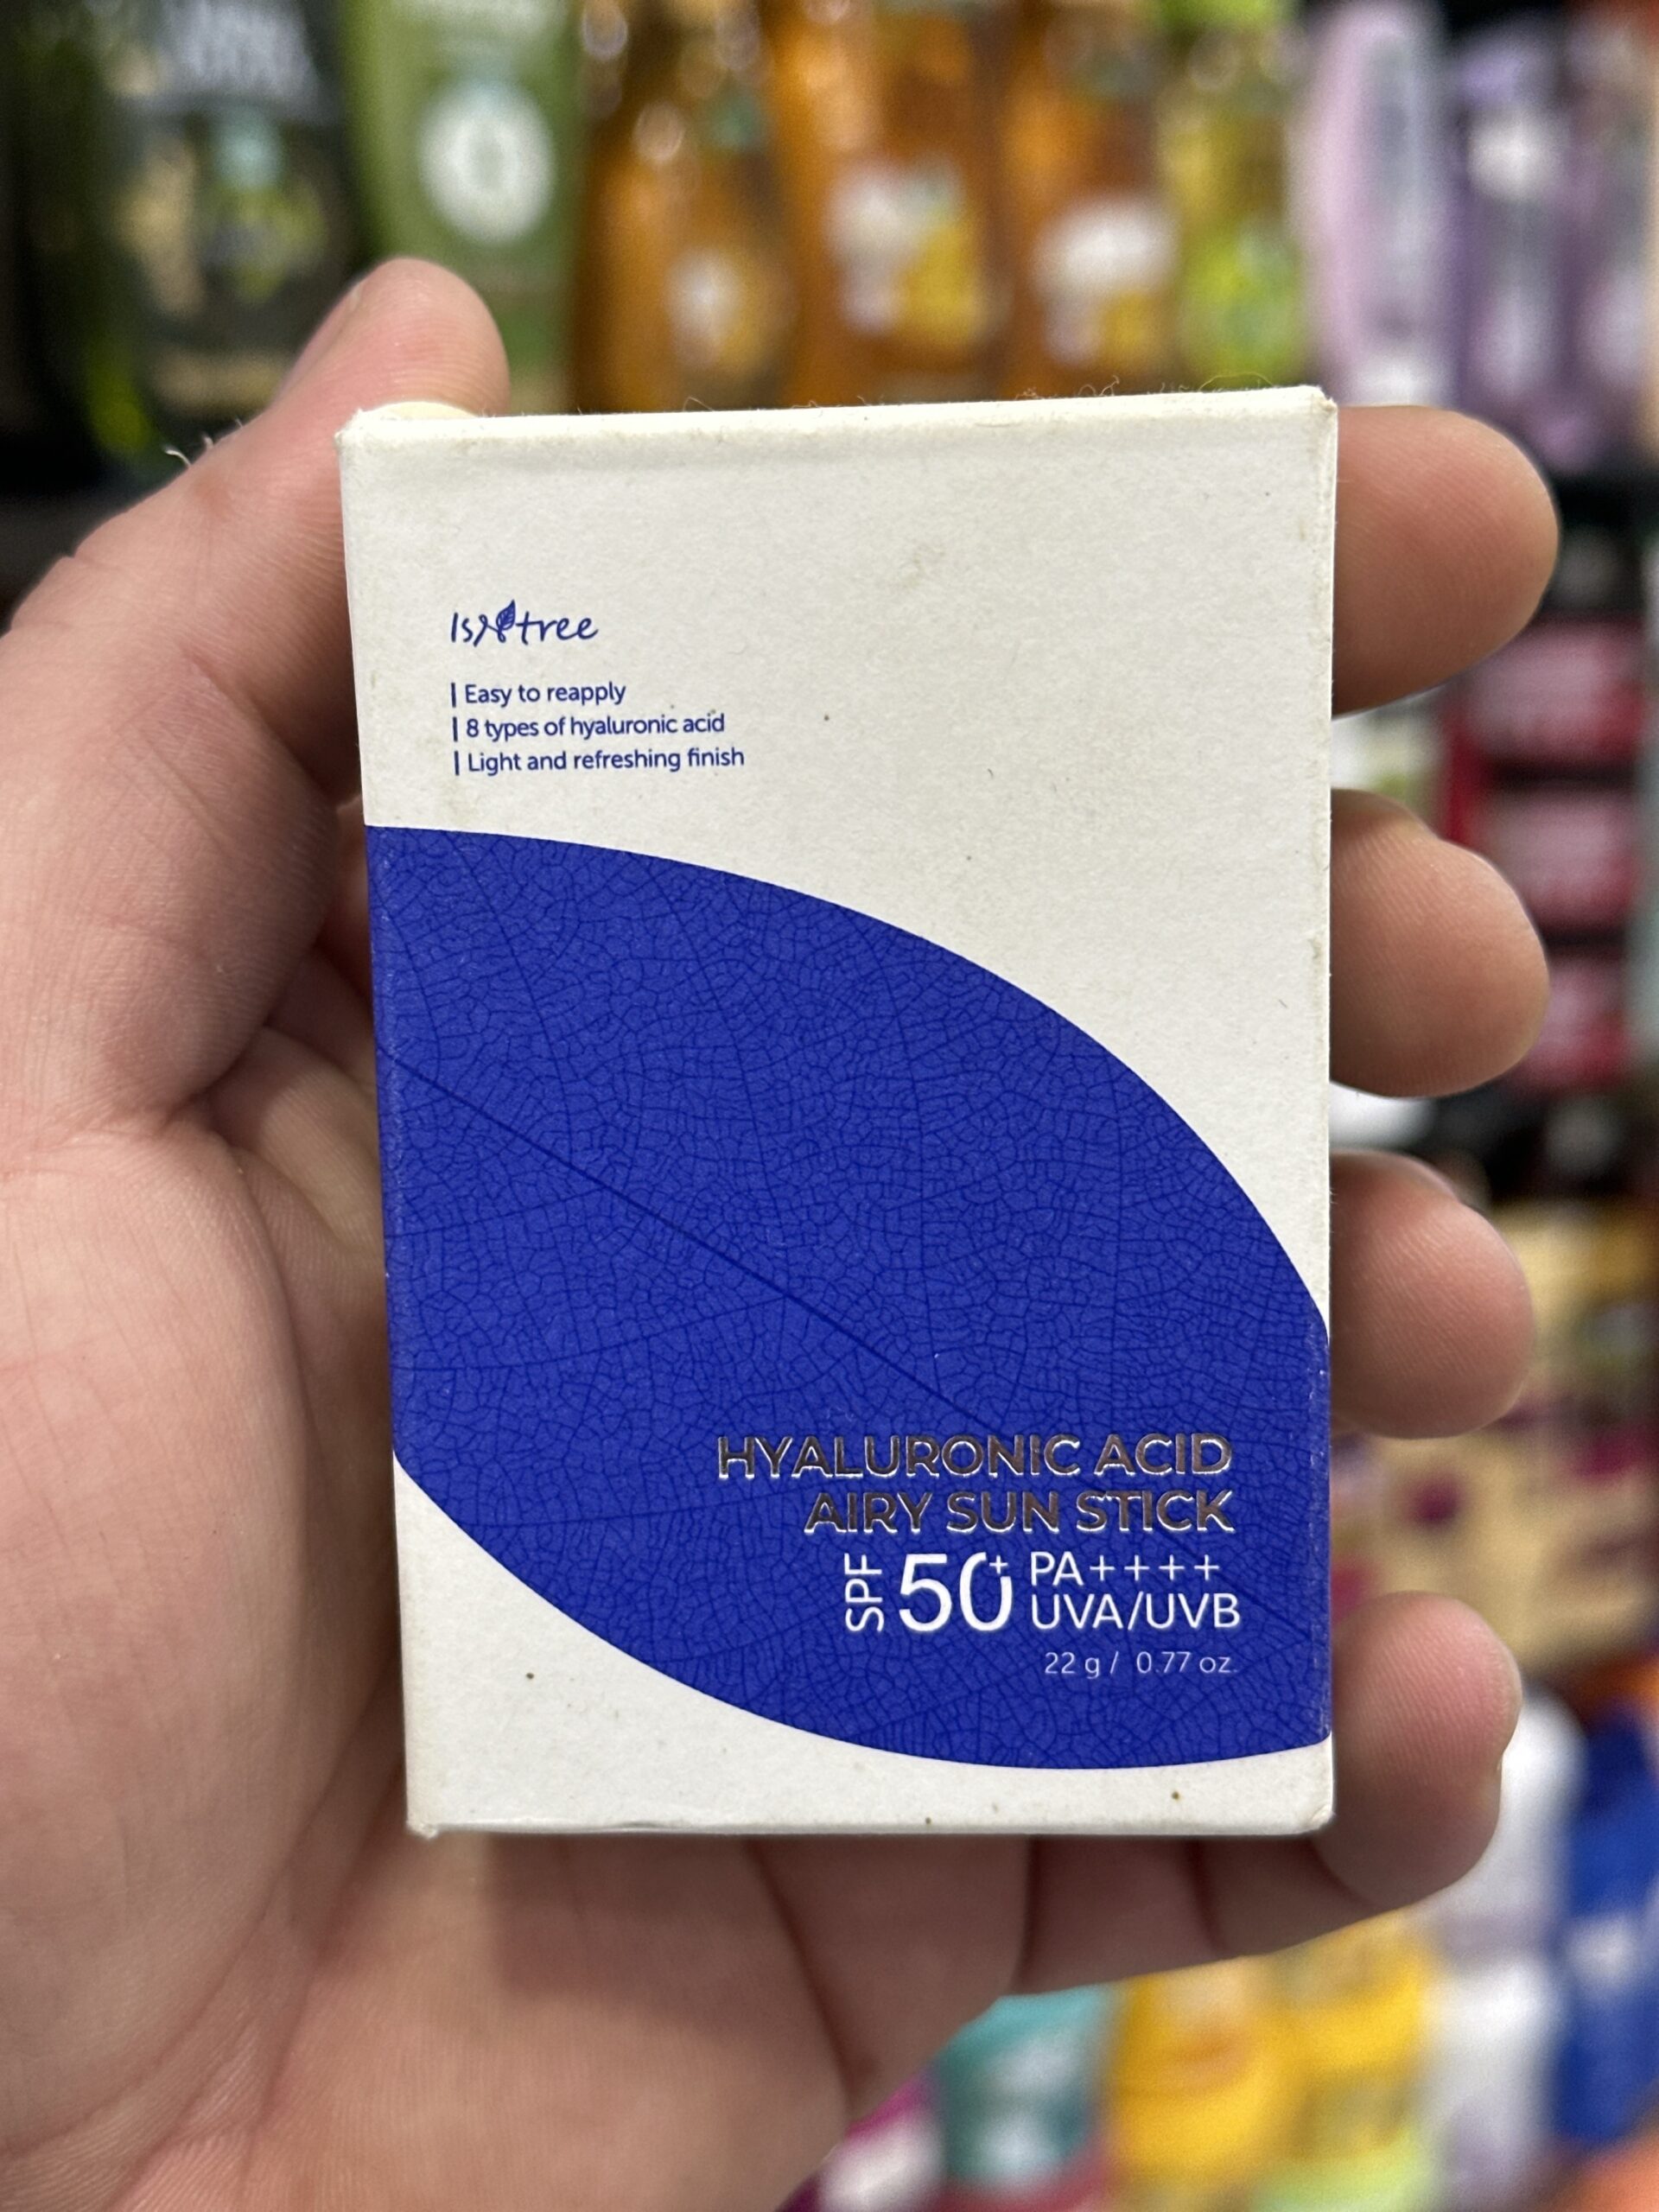 Isntree
| Easy to reapply
| 8 types of hyaluronic acid
| Light and refreshing finish
HYALURONIC ACID
AIRY SUN STICK
SPF 50+ PA++++
UVA/UVB
22 g / 0.77 oz.